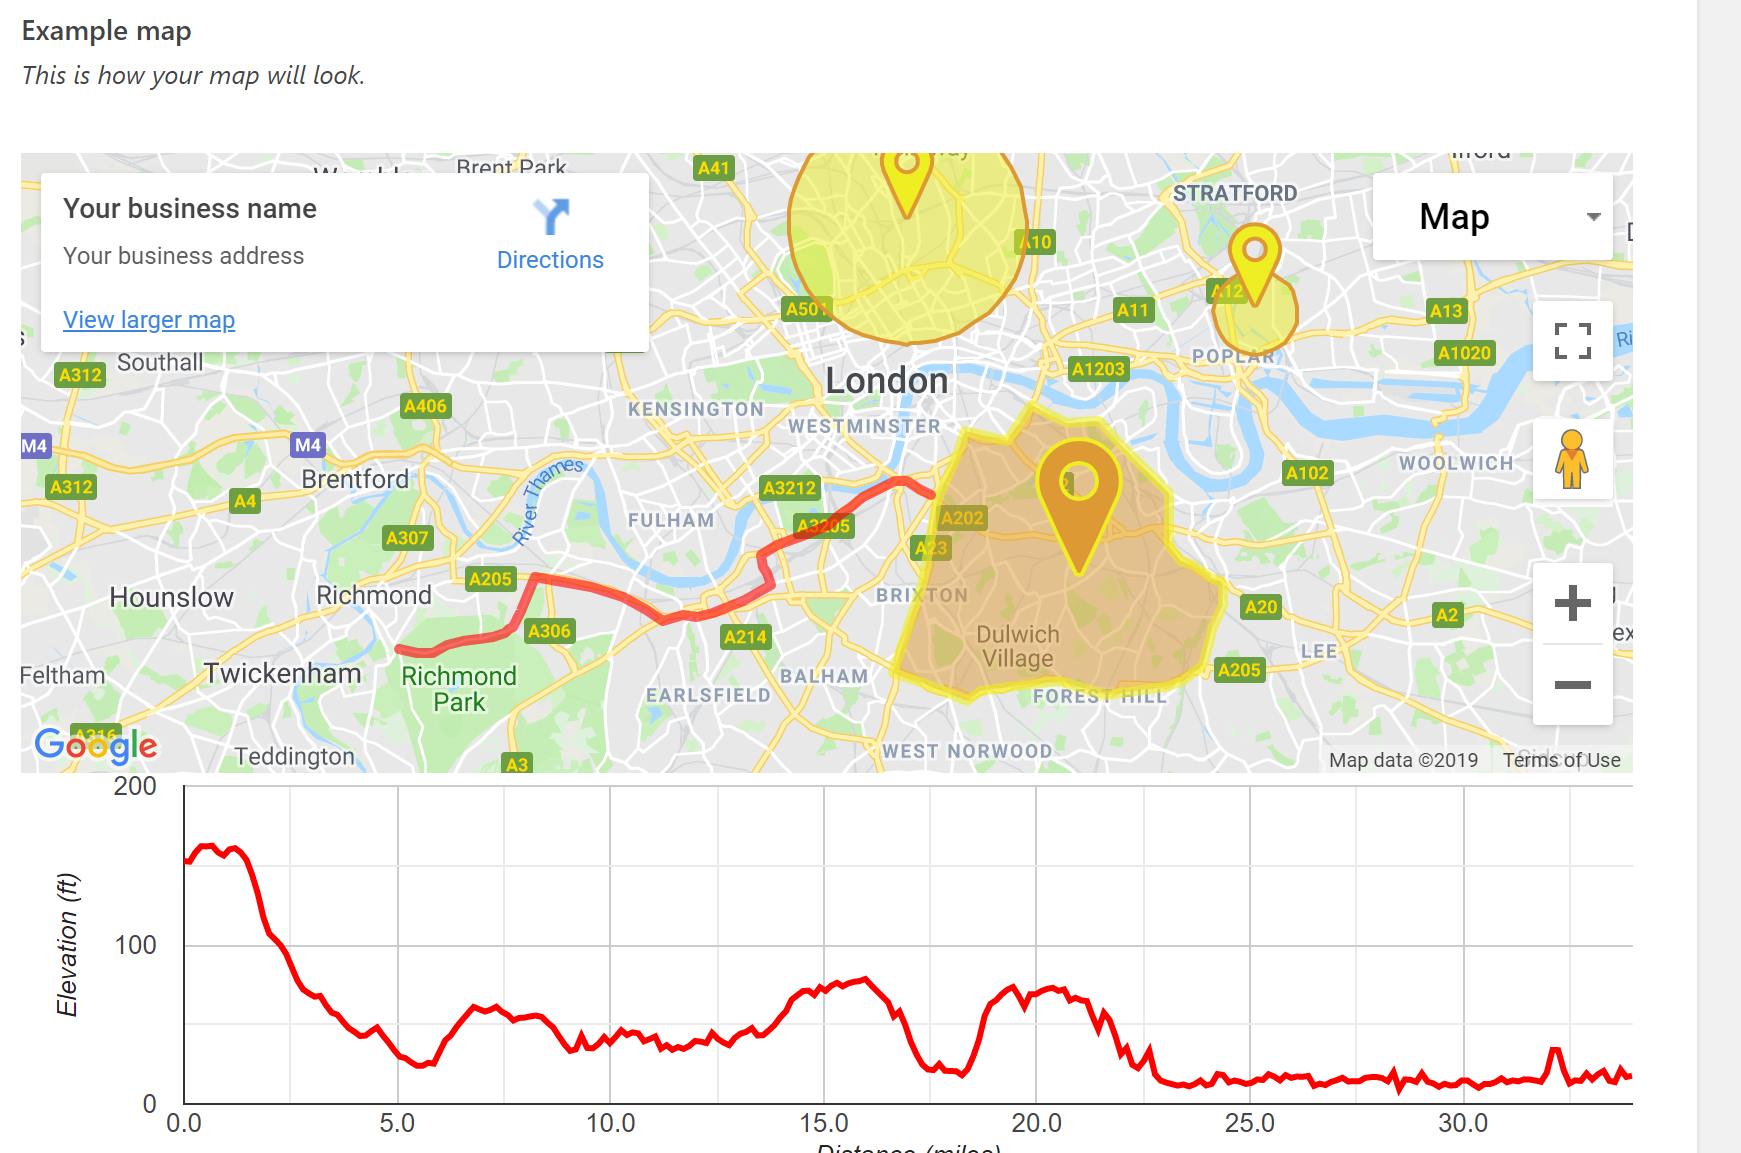 Example map
This is how your map will look.
Brent Park
A41
STRATFORD
Your business name
Your business address
Directions
View larger map
Map
A10
A12
A501
A11
A13
A1020
A1203
POPLAR
Southall
A312
London
KENSINGTON
WESTMINSTER
A406
M4
M4
Brentford
A312
A4
River Thames
A3212
A102
WOOLWICH
FULHAM
A3205
A202
A307
A23
A205
Richmond
BRIXTON
Hounslow
A306
A214
A20
A2
Dulwich
Village
LEE
Feltham
Twickenham
Richmond
Park
BALHAM
EARLSFIELD
FOREST HILL
A205
A316
Google
Teddington
A3
WEST NORWOOD
Map data ©2019
Terms of Use
200
100
0
Elevation (ft)
0.0 5.0 10.0 15.0 20.0 25.0 30.0
Distance (miles)